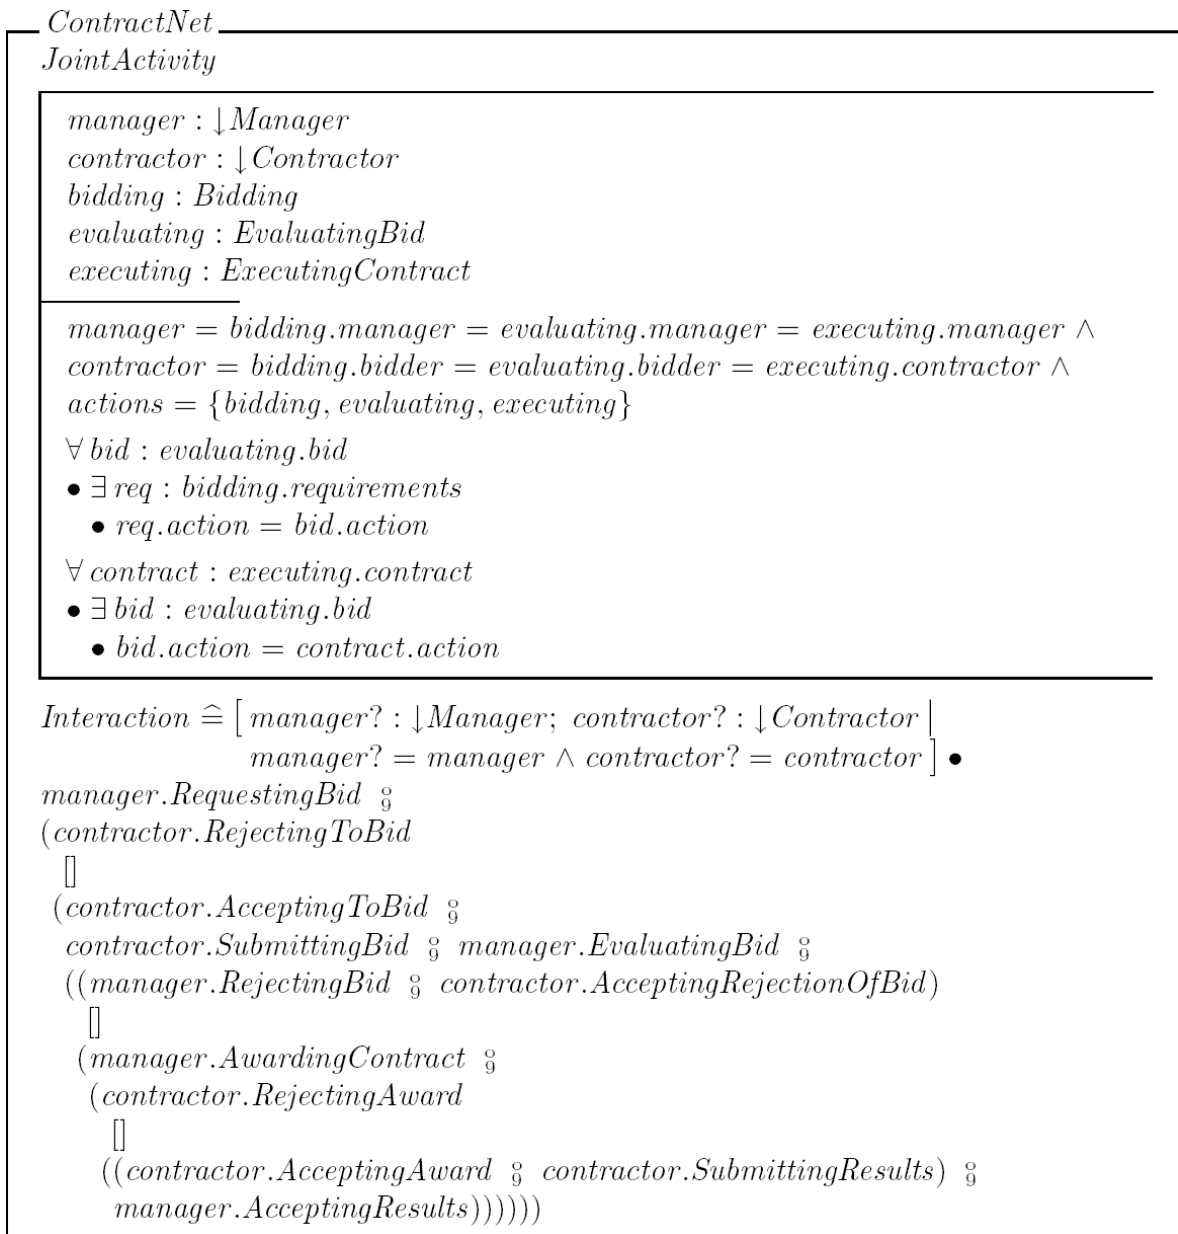 ContractNet
JointActivity
manager : ↓Manager
contractor : ↓Contractor
bidding : Bidding
evaluating : EvaluatingBid
executing : ExecutingContract
manager = bidding.manager = evaluating.manager = executing.manager ∧
contractor = bidding.bidder = evaluating.bidder = executing.contractor ∧
actions = {bidding, evaluating, executing}
∀ bid : evaluating.bid
• ∃ req : bidding.requirements
• req.action = bid.action
∀ contract : executing.contract
• ∃ bid : evaluating.bid
• bid.action = contract.action
Interaction ≙ [ manager? : ↓Manager; contractor? : ↓Contractor |
manager? = manager ∧ contractor? = contractor ] •
manager.RequestingBid ⨟
(contractor.RejectingToBid
[]
(contractor.AcceptingToBid ⨟
contractor.SubmittingBid ⨟ manager.EvaluatingBid ⨟
((manager.RejectingBid ⨟ contractor.AcceptingRejectionOfBid)
[]
(manager.AwardingContract ⨟
(contractor.RejectingAward
[]
((contractor.AcceptingAward ⨟ contractor.SubmittingResults) ⨟
manager.AcceptingResults))))))